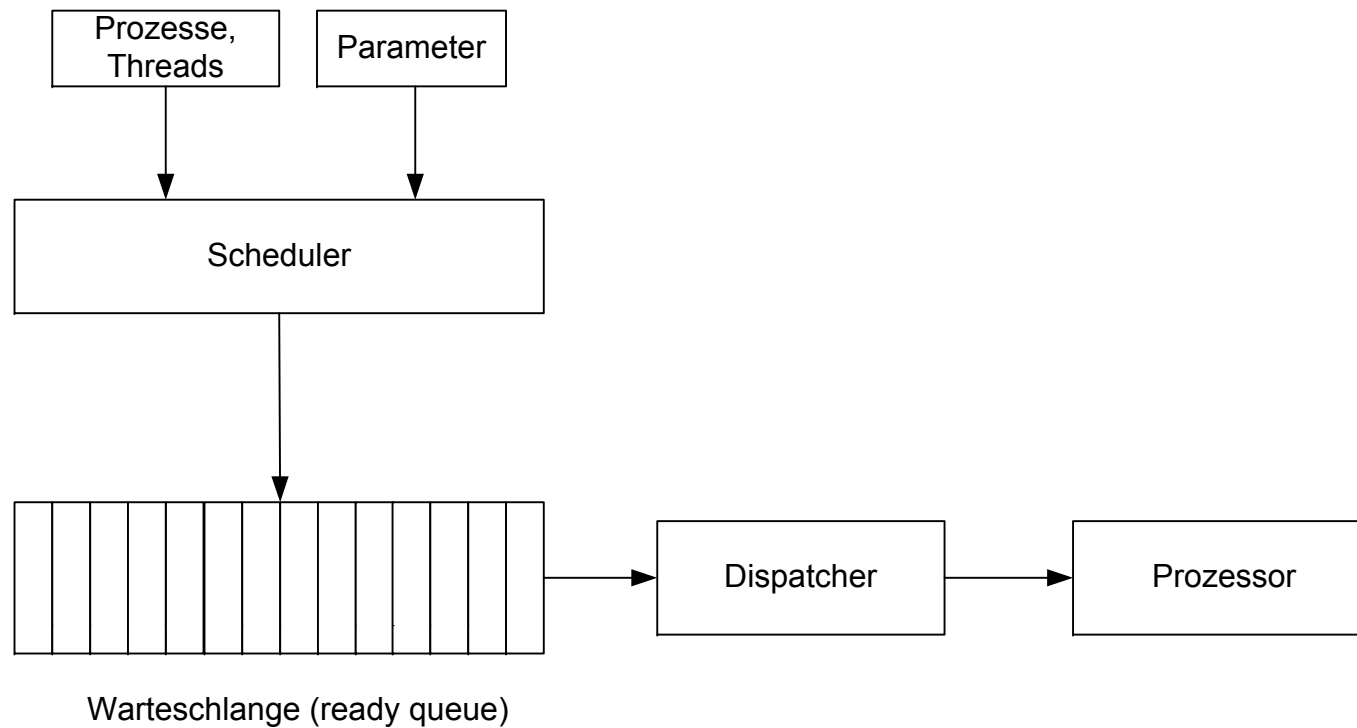 Prozesse,
Threads
Parameter
Scheduler
Dispatcher
Prozessor
Warteschlange (ready queue)